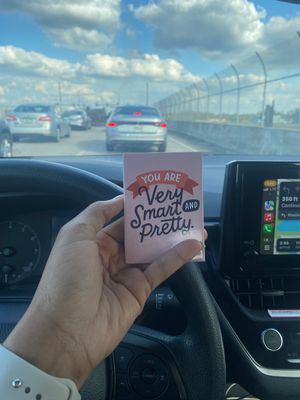 YOU ARE
Very
Smart AND
Pretty.
350 ft